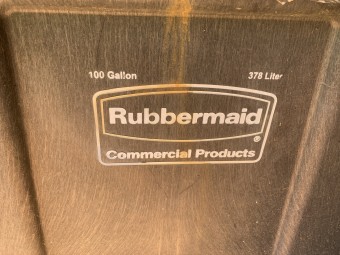 100 Gallon 378 Liter
Rubbermaid
®
Commercial Products